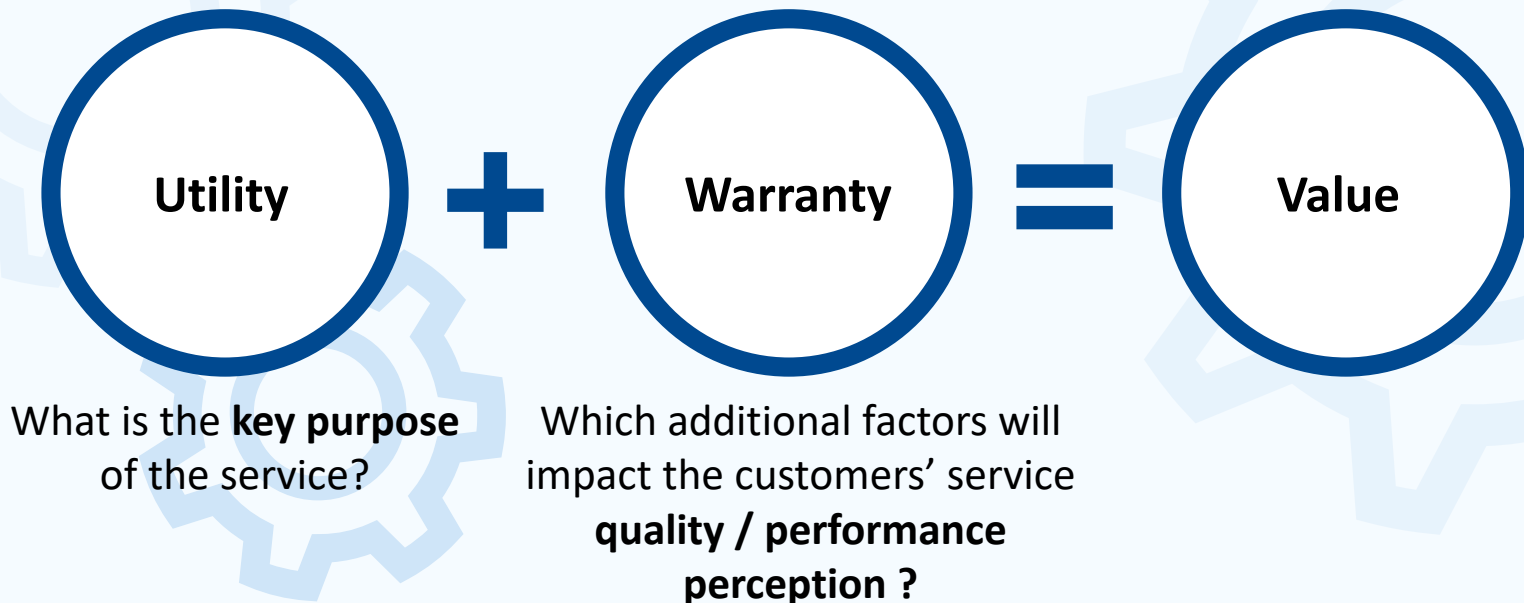 Utility + Warranty = Value
What is the key purpose
of the service?
Which additional factors will
impact the customers’ service
quality / performance
perception ?